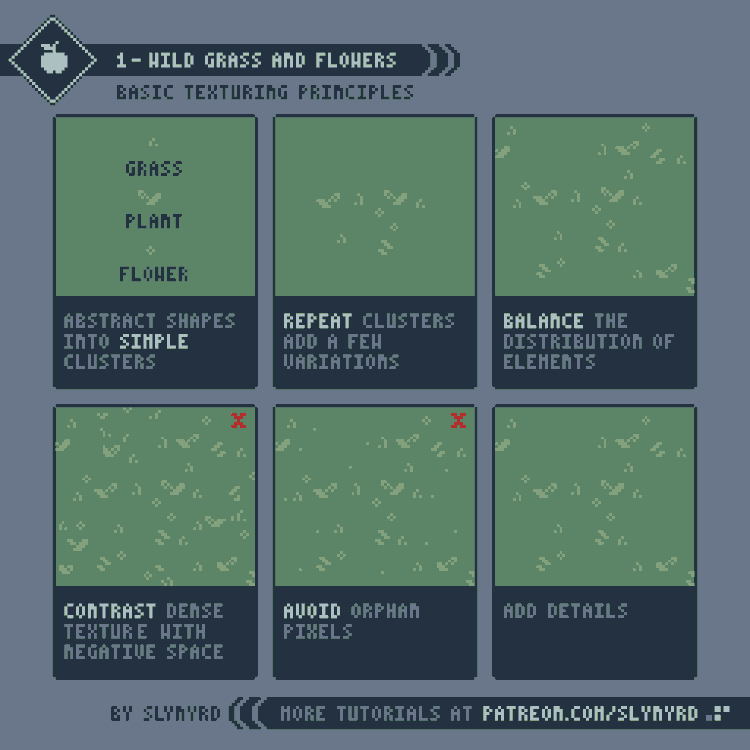 1 - WILD GRASS AND FLOWERS
BASIC TEXTURING PRINCIPLES
GRASS
PLANT
FLOWER
ABSTRACT SHAPES
INTO SIMPLE
CLUSTERS
REPEAT CLUSTERS
ADD A FEW
VARIATIONS
BALANCE THE
DISTRIBUTION OF
ELEMENTS
X
CONTRAST DENSE
TEXTURE WITH
NEGATIVE SPACE
X
AVOID ORPHAN
PIXELS
ADD DETAILS
BY SLYNYRD
MORE TUTORIALS AT PATREON.COM/SLYNYRD